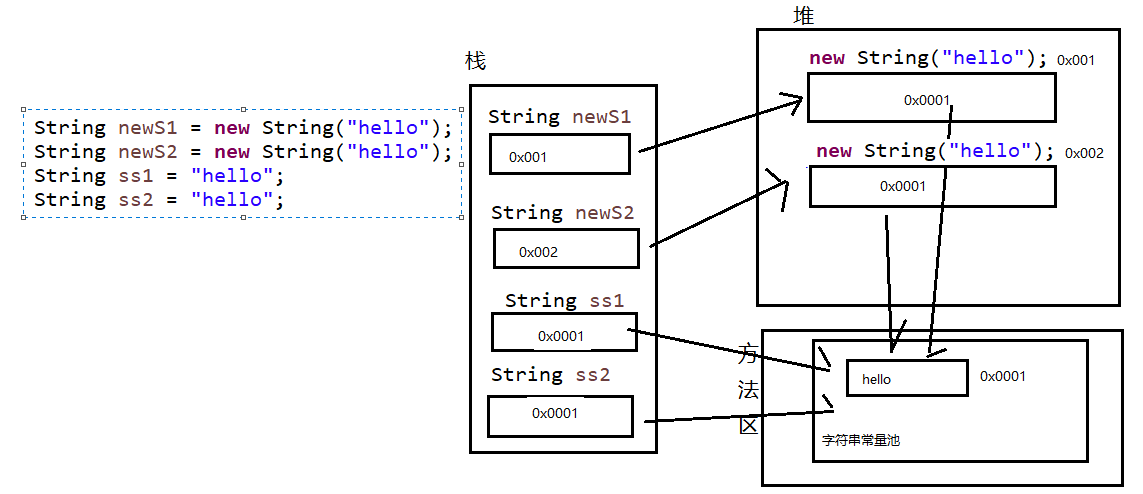 String newS1 = new String("hello");
String newS2 = new String("hello");
String ss1 = "hello";
String ss2 = "hello";
栈
String newS1
0x001
String newS2
0x002
String ss1
0x0001
String ss2
0x0001
堆
new String("hello"); 0x001
0x0001
new String("hello"); 0x002
0x0001
方
法
区
hello
0x0001
字符串常量池